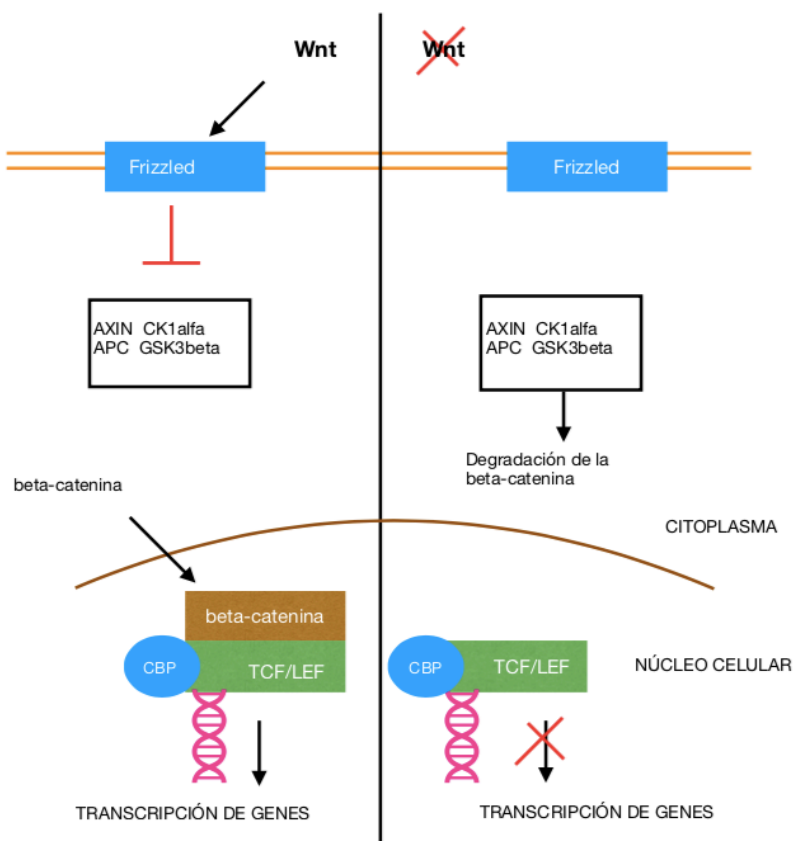 Wnt
Frizzled
AXIN CK1alfa
APC GSK3beta
beta-catenina
beta-catenina
CBP
TCF/LEF
TRANSCRIPCIÓN DE GENES
Wnt
Frizzled
AXIN CK1alfa
APC GSK3beta
Degradación de la
beta-catenina
CITOPLASMA
CBP
TCF/LEF
NÚCLEO CELULAR
TRANSCRIPCIÓN DE GENES